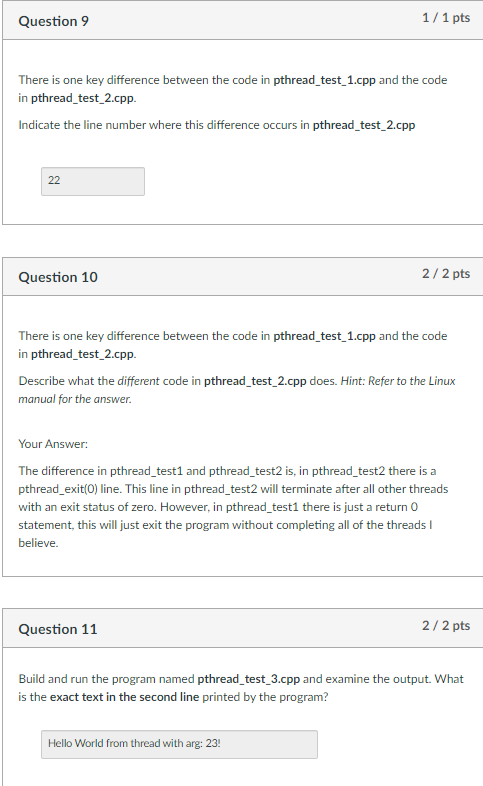 Question 9
1 / 1 pts
There is one key difference between the code in pthread_test_1.cpp and the code
in pthread_test_2.cpp.
Indicate the line number where this difference occurs in pthread_test_2.cpp
22
Question 10
2 / 2 pts
There is one key difference between the code in pthread_test_1.cpp and the code
in pthread_test_2.cpp.
Describe what the different code in pthread_test_2.cpp does. Hint: Refer to the Linux
manual for the answer.
Your Answer:
The difference in pthread_test1 and pthread_test2 is, in pthread_test2 there is a
pthread_exit(0) line. This line in pthread_test2 will terminate after all other threads
with an exit status of zero. However, in pthread_test1 there is just a return 0
statement, this will just exit the program without completing all of the threads I
believe.
Question 11
2 / 2 pts
Build and run the program named pthread_test_3.cpp and examine the output. What
is the exact text in the second line printed by the program?
Hello World from thread with arg: 23!